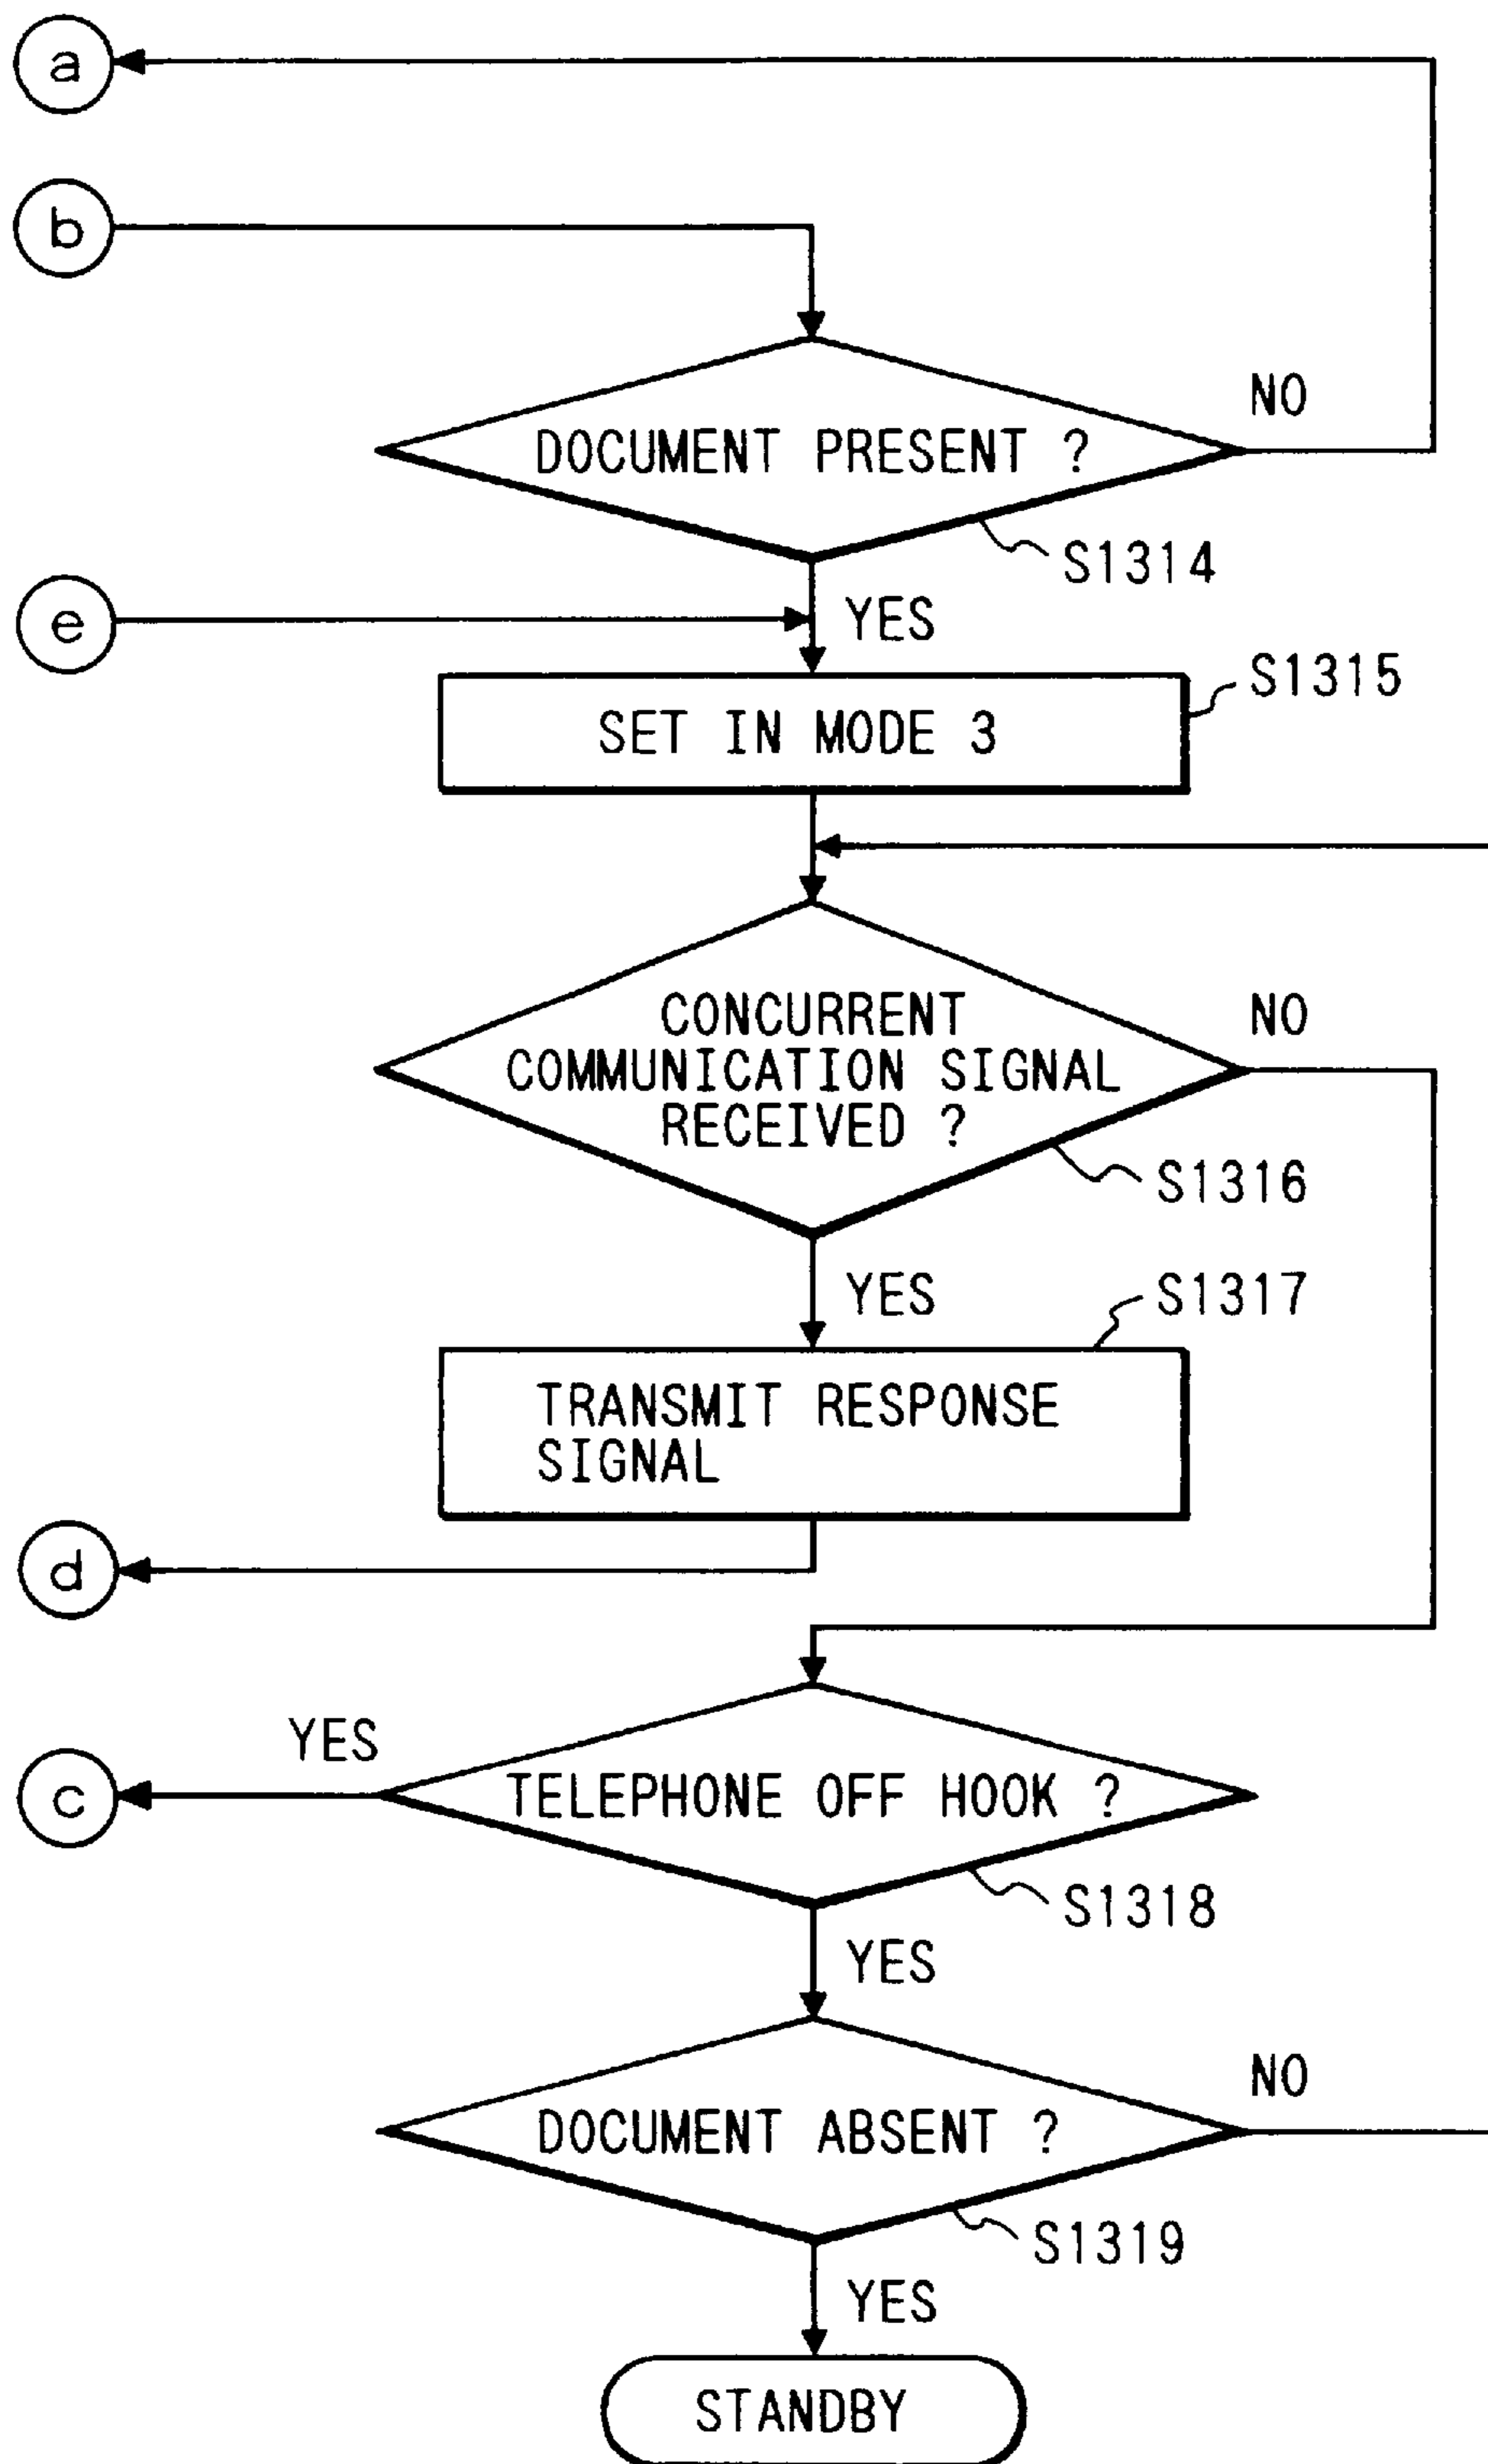 a
b
NO
DOCUMENT PRESENT ?
S1314
e
YES
S1315
SET IN MODE 3
CONCURRENT
COMMUNICATION SIGNAL
RECEIVED ?
NO
S1316
YES
S1317
TRANSMIT RESPONSE
SIGNAL
d
YES
c
TELEPHONE OFF HOOK ?
S1318
YES
NO
DOCUMENT ABSENT ?
S1319
YES
STANDBY